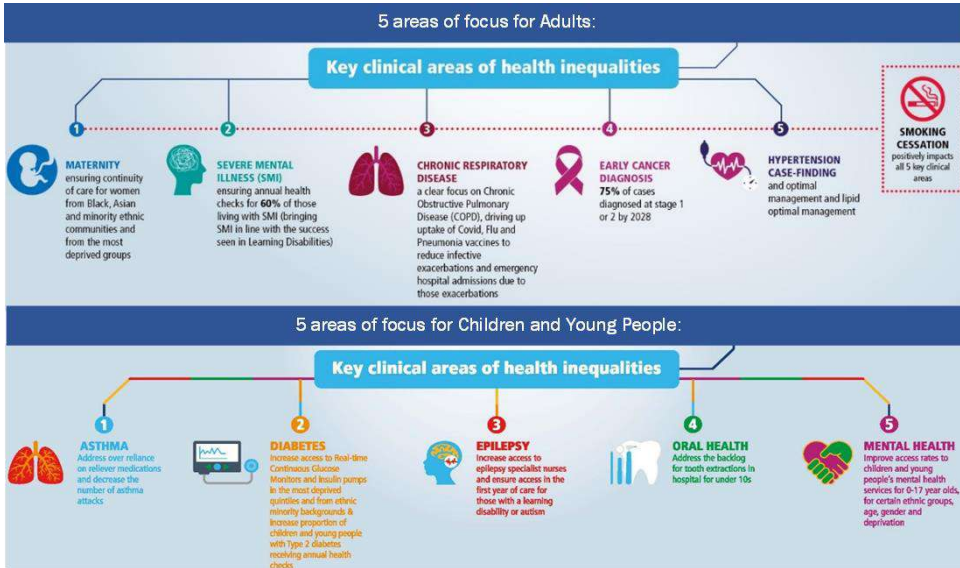 5 areas of focus for Adults:
Key clinical areas of health inequalities
1
MATERNITY
ensuring continuity
of care for women
from Black, Asian
and minority ethnic
communities and
from the most
deprived groups
2
SEVERE MENTAL
ILLNESS (SMI)
ensuring annual health
checks for 60% of those
living with SMI (bringing
SMI in line with the success
seen in Learning Disabilities)
3
CHRONIC RESPIRATORY
DISEASE
a clear focus on Chronic
Obstructive Pulmonary
Disease (COPD), driving up
uptake of Covid, Flu and
Pneumonia vaccines to
reduce infective
exacerbations and emergency
hospital admissions due to
those exacerbations
4
EARLY CANCER
DIAGNOSIS
75% of cases
diagnosed at stage 1
or 2 by 2028
5
HYPERTENSION
CASE-FINDING
and optimal
management and lipid
optimal management
SMOKING
CESSATION
positively impacts
all 5 key clinical
areas
5 areas of focus for Children and Young People:
Key clinical areas of health inequalities
1
ASTHMA
Address over reliance
on reliever medications
and decrease the
number of asthma
attacks
2
DIABETES
Increase access to Real-time
Continuous Glucose
Monitors and Insulin pumps
in the most deprived
quintiles and from ethnic
minority backgrounds &
increase proportion of
children and young people
with Type 2 diabetes
receiving annual health
checks
3
EPILEPSY
Increase access to
epilepsy specialist nurses
and ensure access in the
first year of care for
those with a learning
disability or autism
4
ORAL HEALTH
Address the backlog
for tooth extractions in
hospital for under 10s
5
MENTAL HEALTH
Improve access rates to
children and young
people's mental health
services for 0-17 year olds,
for certain ethnic groups,
age, gender and
deprivation